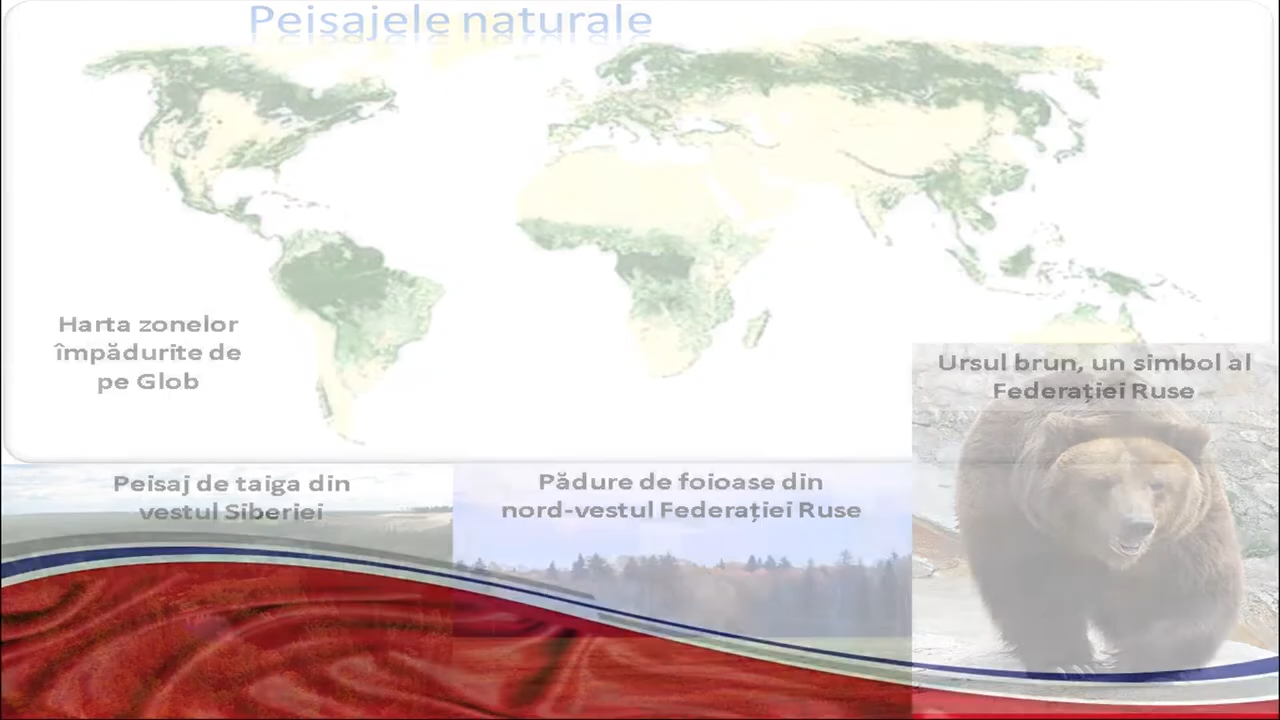 Peisajele naturale
Harta zonelor
împădurite de
pe Glob
Ursul brun, un simbol al
Federației Ruse
Peisaj de taiga din
vestul Siberiei
Pădure de foioase din
nord-vestul Federației Ruse